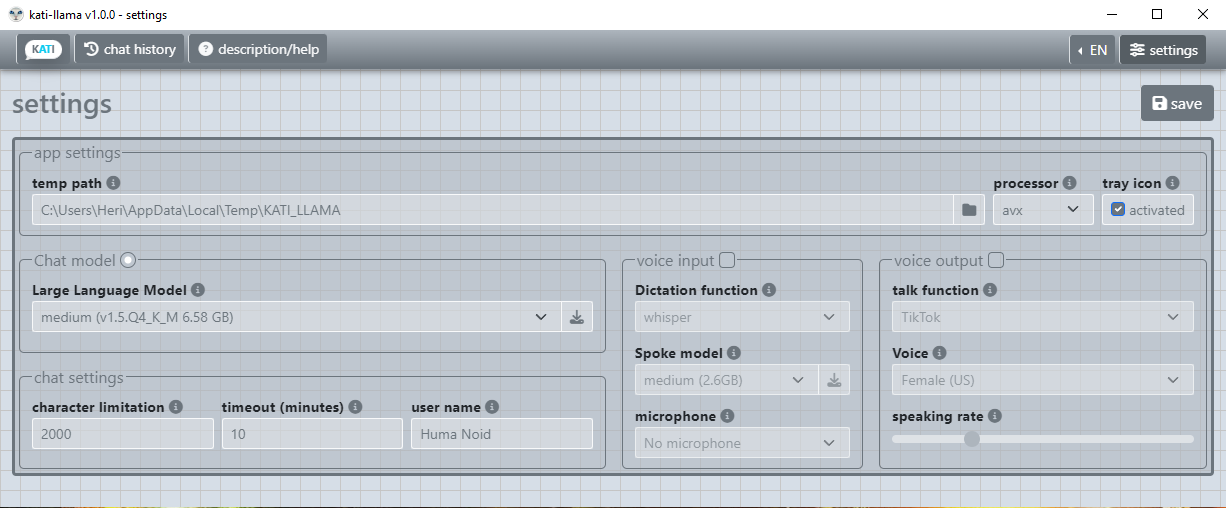 kati-llama v1.0.0 - settings
KATI chat history description/help EN settings
settings
save
app settings
temp path processor tray icon
C:\Users\Heri\AppData\Local\Temp\KATI_LLAMA avx activated
Chat model
Large Language Model
medium (v1.5.Q4_K_M 6.58 GB)
chat settings
character limitation timeout (minutes) user name
2000 10 Huma Noid
voice input
Dictation function
whisper
Spoke model
medium (2.6GB)
microphone
No microphone
voice output
talk function
TikTok
Voice
Female (US)
speaking rate